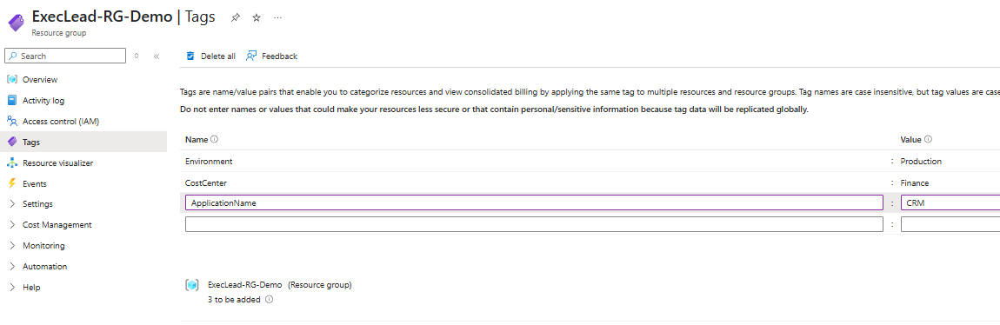 ExecLead-RG-Demo | Tags
Resource group
Search
Overview
Activity log
Access control (IAM)
Tags
Resource visualizer
Events
Settings
Cost Management
Monitoring
Automation
Help
Delete all
Feedback
Tags are name/value pairs that enable you to categorize resources and view consolidated billing by applying the same tag to multiple resources and resource groups. Tag names are case insensitive, but tag values are case
Do not enter names or values that could make your resources less secure or that contain personal/sensitive information because tag data will be replicated globally.
Name Value
Environment : Production
CostCenter : Finance
ApplicationName : CRM
:
ExecLead-RG-Demo (Resource group)
3 to be added